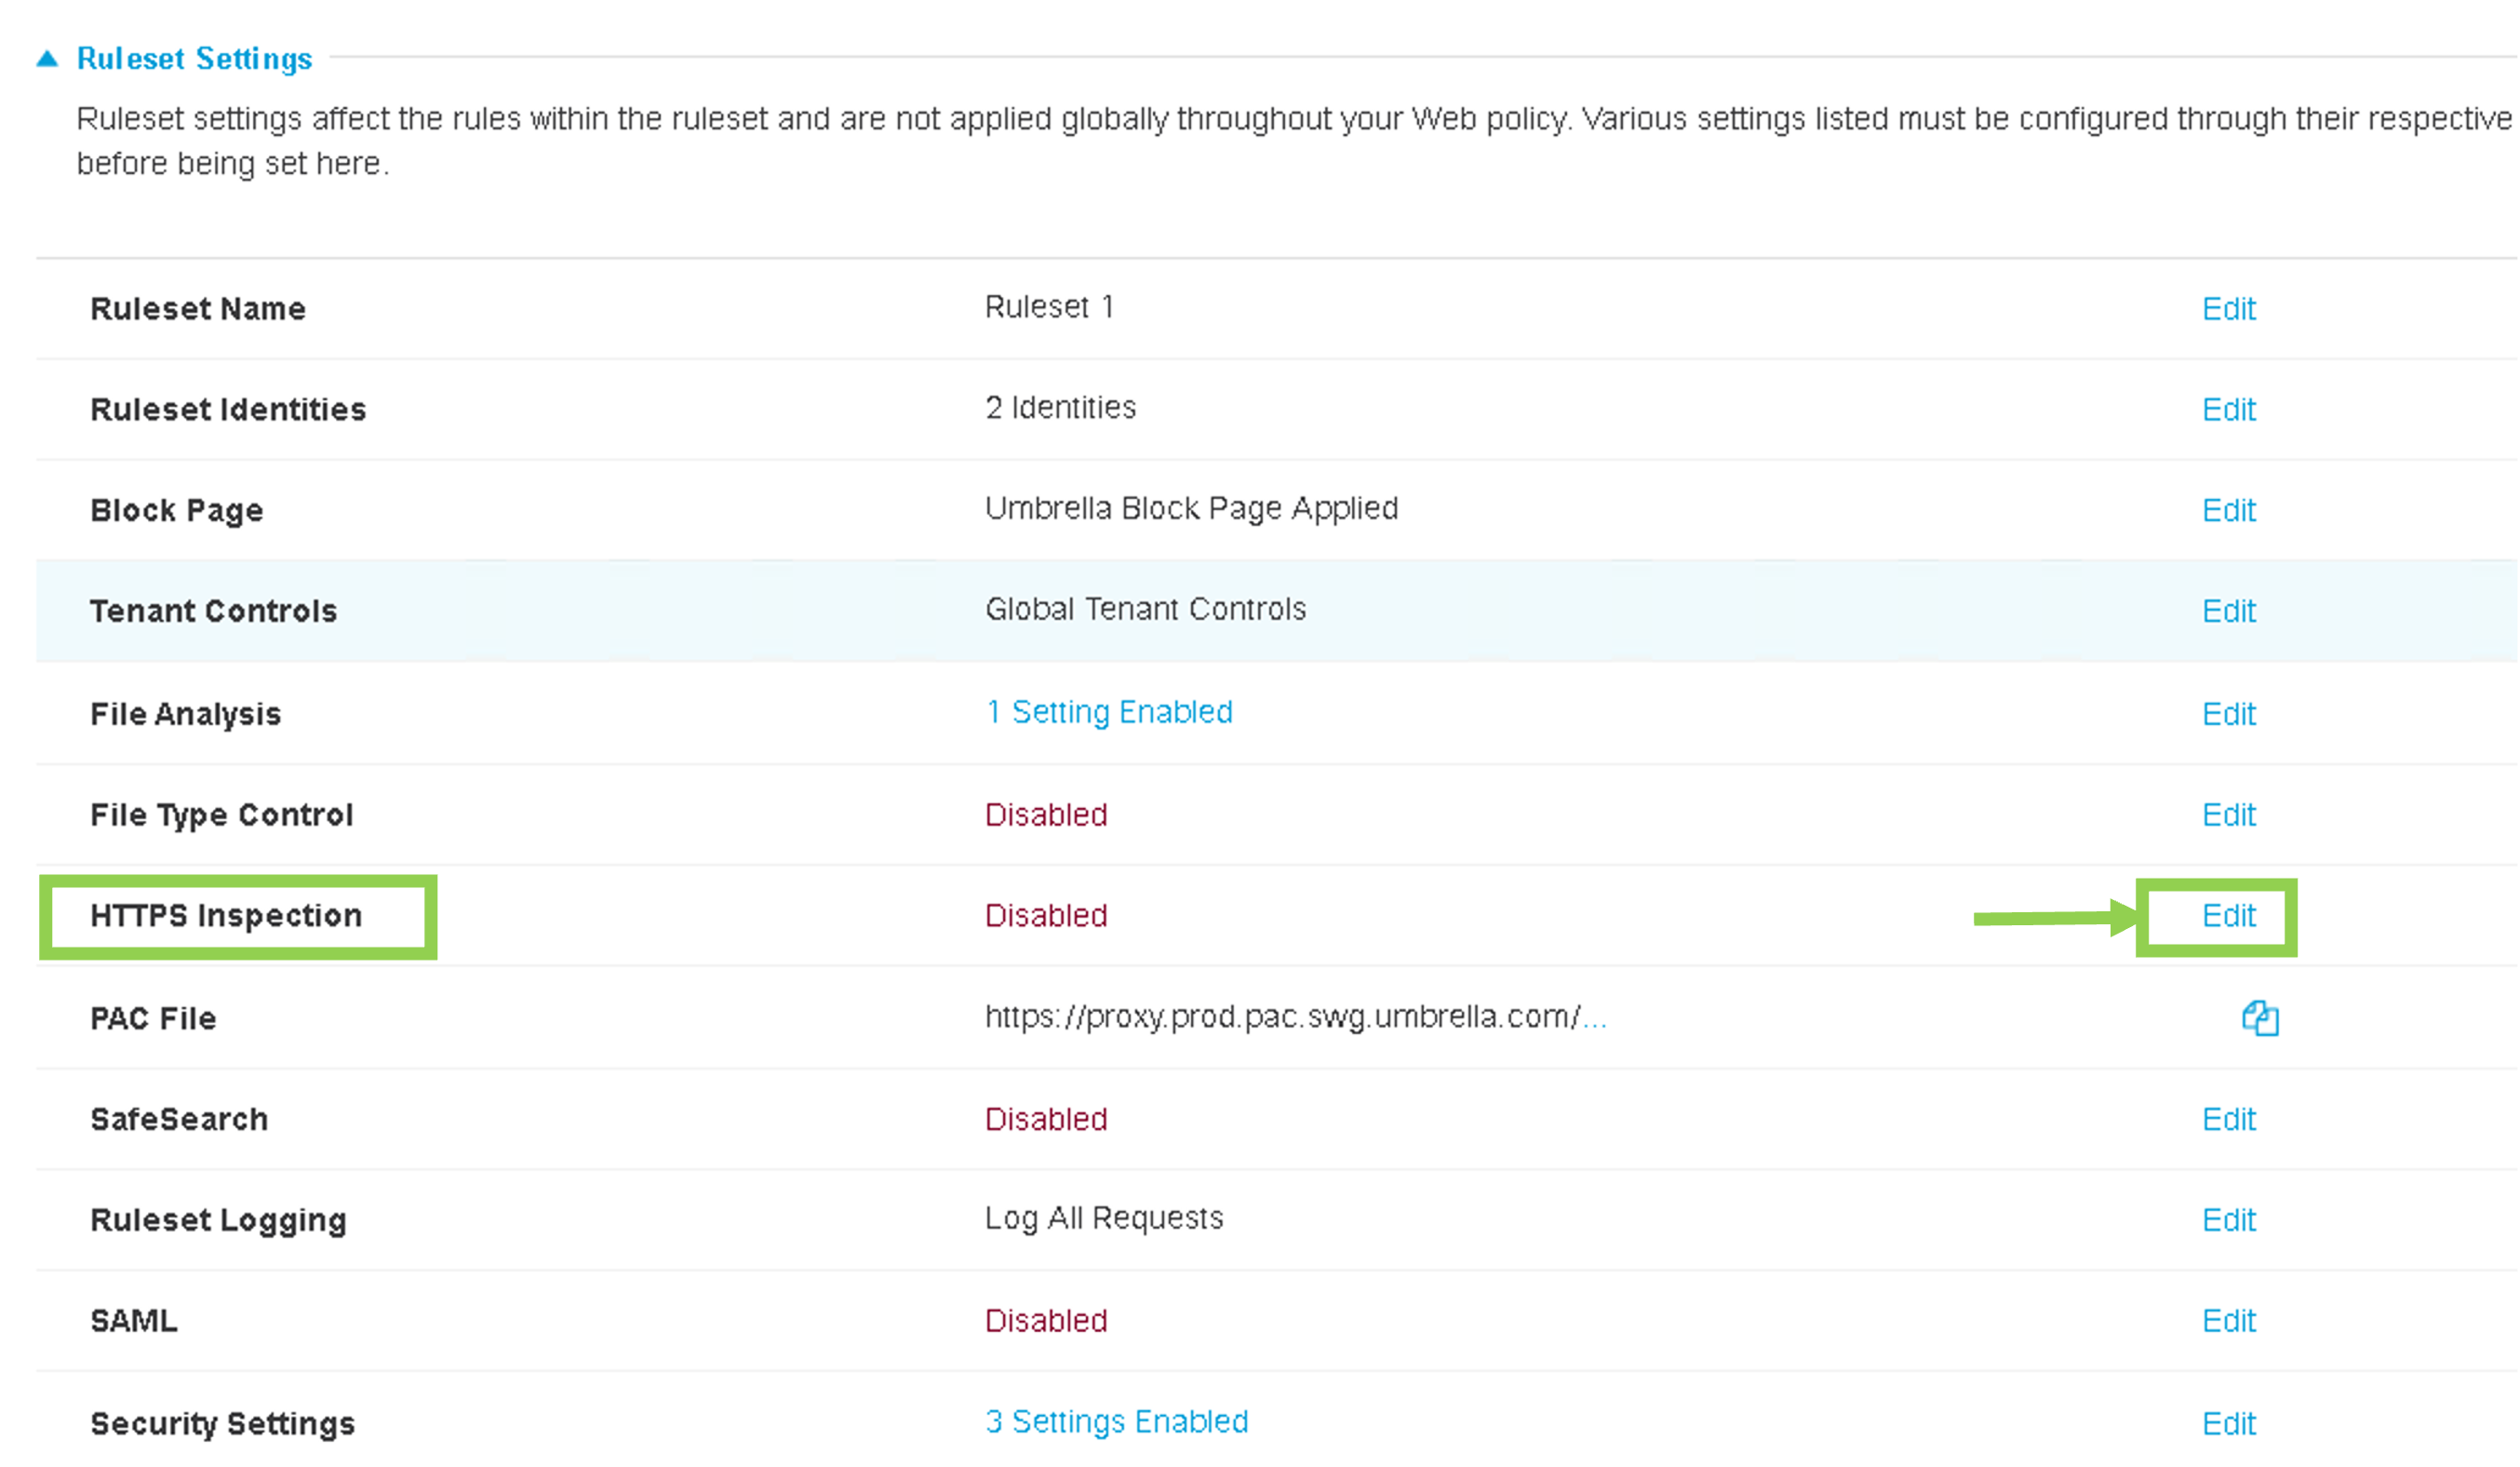 Ruleset Settings
Ruleset settings affect the rules within the ruleset and are not applied globally throughout your Web policy. Various settings listed must be configured through their respective
before being set here.
Ruleset Name Ruleset 1 Edit
Ruleset Identities 2 Identities Edit
Block Page Umbrella Block Page Applied Edit
Tenant Controls Global Tenant Controls Edit
File Analysis 1 Setting Enabled Edit
File Type Control Disabled Edit
HTTPS Inspection Disabled Edit
PAC File https://proxy.prod.pac.swg.umbrella.com/...
SafeSearch Disabled Edit
Ruleset Logging Log All Requests Edit
SAML Disabled Edit
Security Settings 3 Settings Enabled Edit